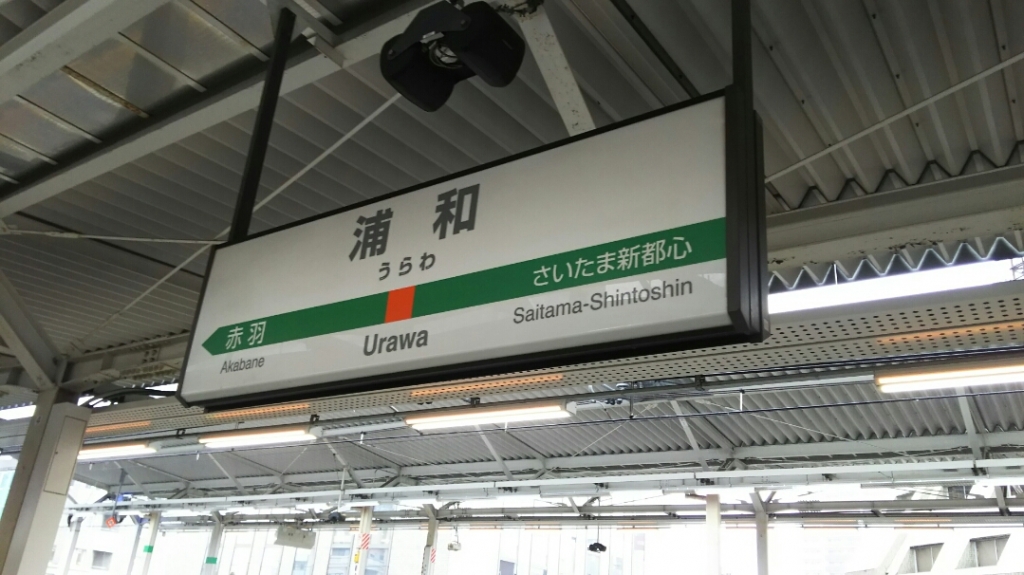 浦和
うらわ
赤羽
さいたま新都心
Akabane
Urawa
Saitama-Shintoshin